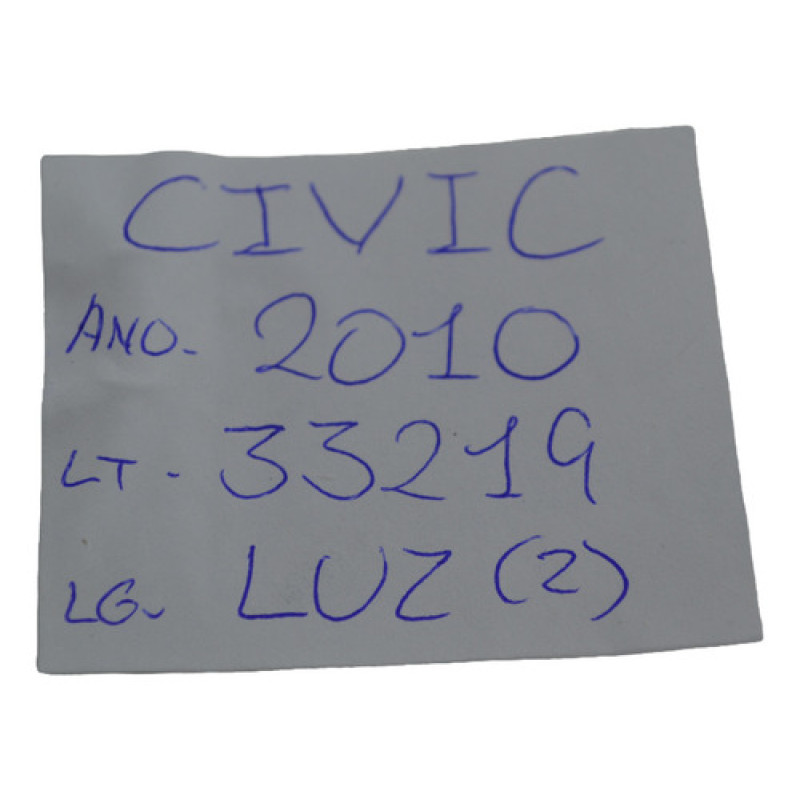 CIVIC
ANO- 2010
LT- 33219
LG- LUZ (2)